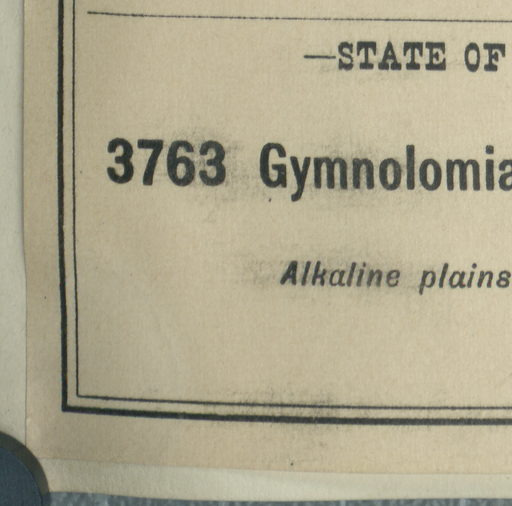 —STATE OF
3763 Gymnolomia
Alkaline plains